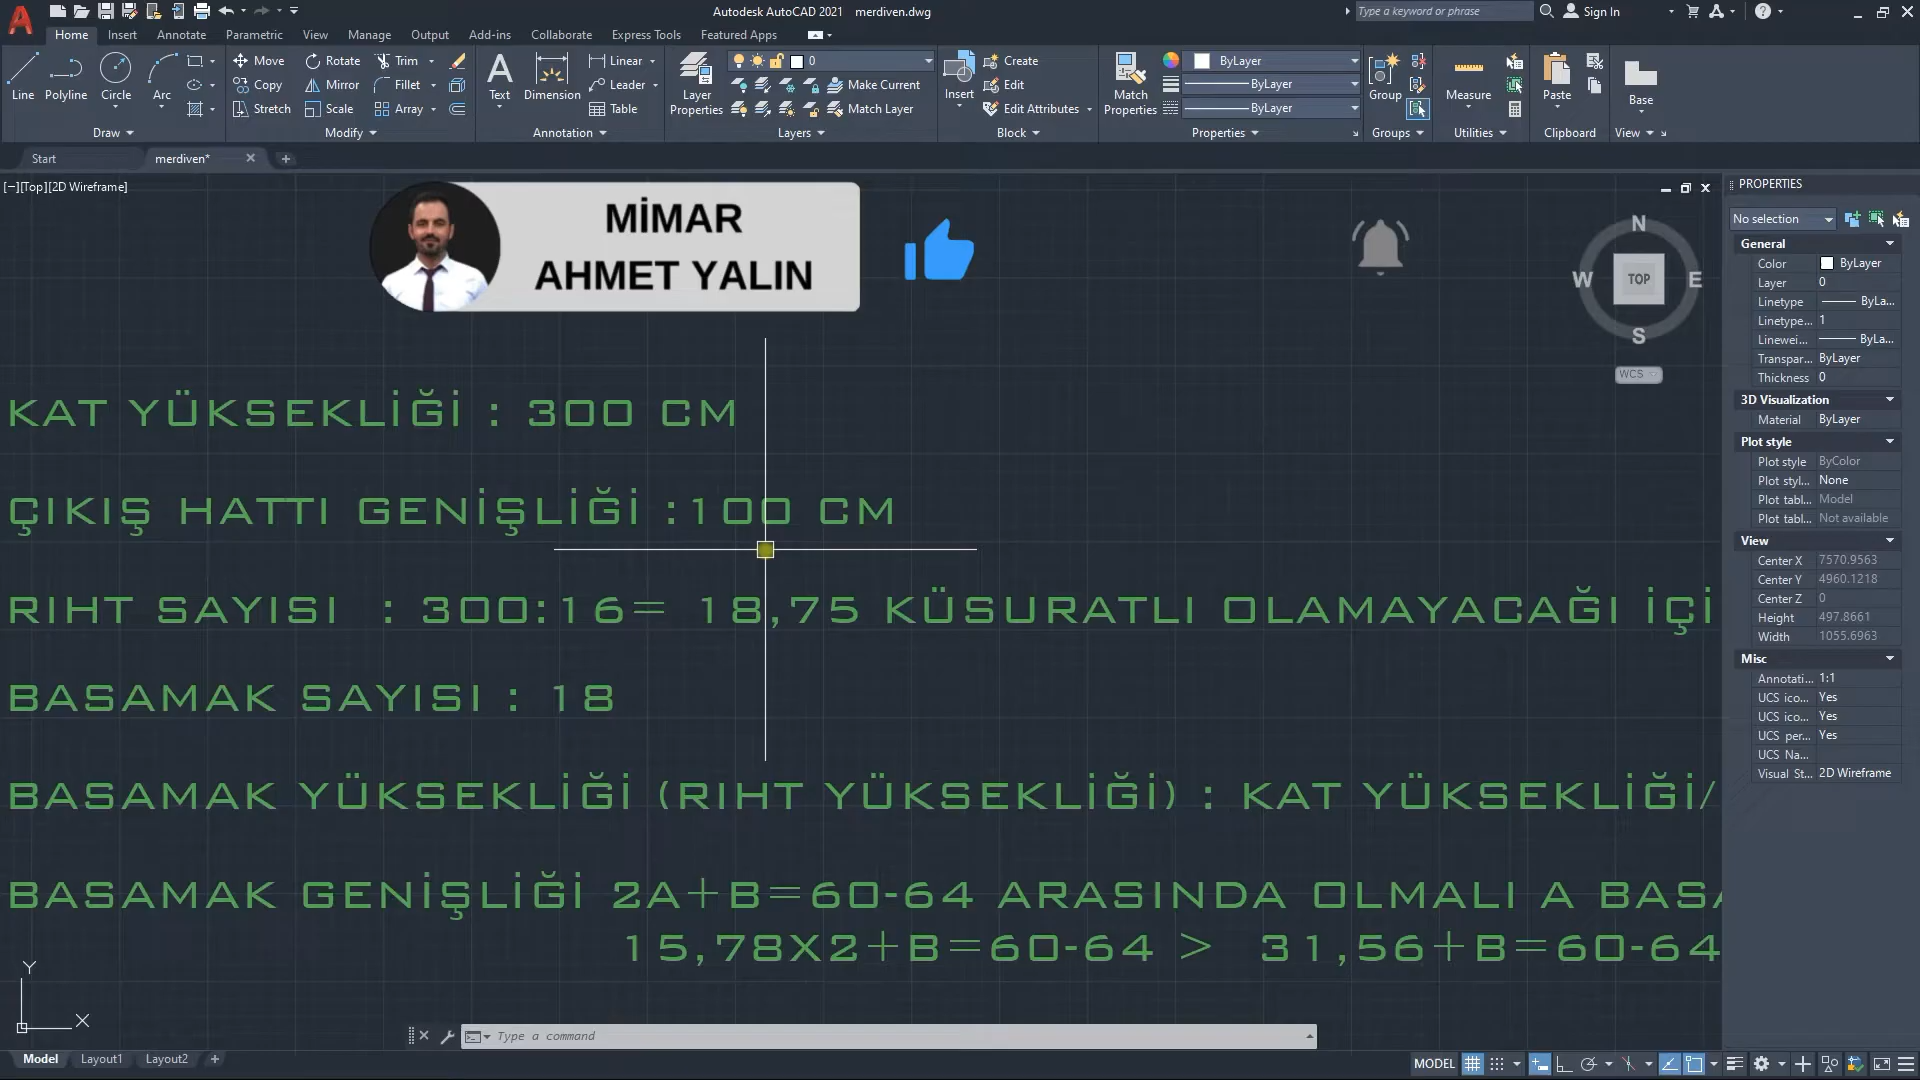 Autodesk AutoCAD 2021 merdiven.dwg
Type a keyword or phrase
Sign In
Home Insert Annotate Parametric View Manage Output Add-ins Collaborate Express Tools Featured Apps
Line Polyline Circle Arc
Draw
Move Rotate Trim
Copy Mirror Fillet
Stretch Scale Array
Modify
Text Dimension
Linear
Leader
Table
Annotation
Layer Properties
0
Make Current
Match Layer
Layers
Insert
Create
Edit
Edit Attributes
Block
Match Properties
ByLayer
ByLayer
ByLayer
Properties
Group
Groups
Measure
Utilities
Paste
Clipboard
Base
View
Start merdiven*
[−][Top][2D Wireframe]
MİMAR
AHMET YALIN
N
W TOP E
S
WCS
KAT YÜKSEKLİĞİ : 300 CM
ÇIKIŞ HATTI GENİŞLİĞİ :100 CM
RIHT SAYISI : 300:16= 18,75 KÜSURATLI OLAMAYACAĞI İÇİ
BASAMAK SAYISI : 18
BASAMAK YÜKSEKLİĞİ (RIHT YÜKSEKLİĞİ) : KAT YÜKSEKLİĞİ/
BASAMAK GENİŞLİĞİ 2A+B=60-64 ARASINDA OLMALI A BASA
15,78X2+B=60-64 > 31,56+B=60-64
Y
X
PROPERTIES
No selection
General
Color ByLayer
Layer 0
Linetype ByLa...
Linetype... 1
Linewei... ByLa...
Transpar... ByLayer
Thickness 0
3D Visualization
Material ByLayer
Plot style
Plot style ByColor
Plot styl... None
Plot tabl... Model
Plot tabl... Not available
View
Center X 7570.9563
Center Y 4960.1218
Center Z 0
Height 497.8661
Width 1055.6963
Misc
Annotati... 1:1
UCS ico... Yes
UCS ico... Yes
UCS per... Yes
UCS Na...
Visual St... 2D Wireframe
Type a command
Model Layout1 Layout2
MODEL